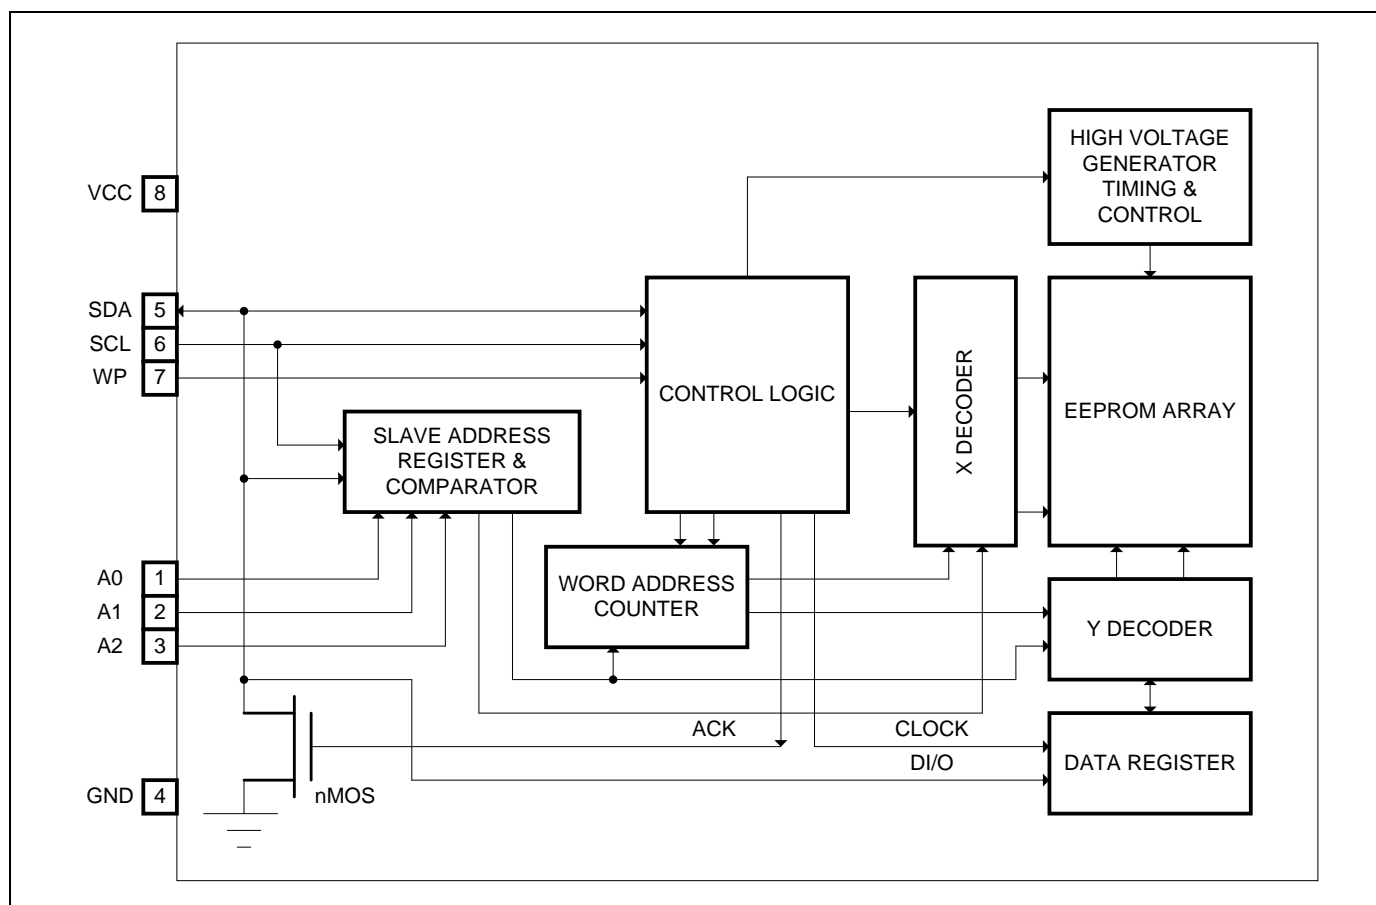 HIGH VOLTAGE
GENERATOR
TIMING &
CONTROL
VCC 8
SDA 5
SCL 6
WP 7
CONTROL LOGIC
X DECODER
EEPROM ARRAY
SLAVE ADDRESS
REGISTER &
COMPARATOR
A0 1
A1 2
A2 3
WORD ADDRESS
COUNTER
Y DECODER
ACK
CLOCK
DI/O
DATA REGISTER
GND 4
nMOS